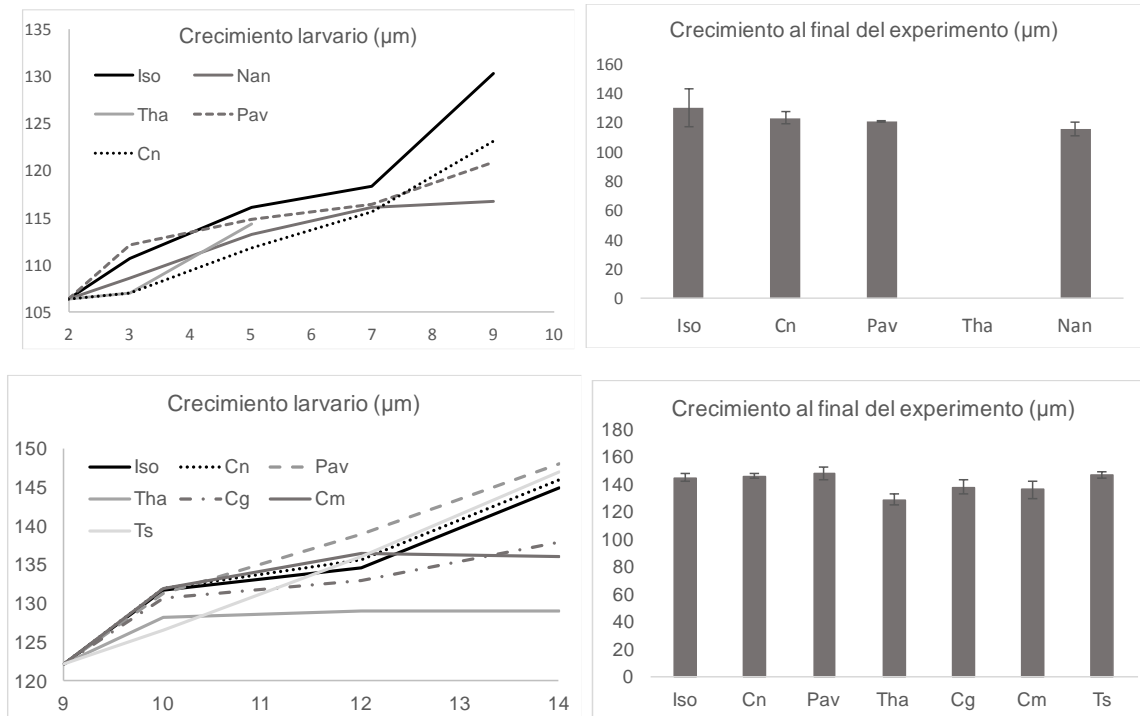 Crecimiento larvario (µm)
135
130
125
120
115
110
105
Iso
Nan
Tha
Pav
Cn
2 3 4 5 6 7 8 9 10
Crecimiento al final del experimento (µm)
160
140
120
100
80
60
40
20
0
Iso Cn Pav Tha Nan
Crecimiento larvario (µm)
150
145
140
135
130
125
120
Iso
Cn
Pav
Tha
Cg
Cm
Ts
9 10 11 12 13 14
Crecimiento al final del experimento (µm)
180
160
140
120
100
80
60
40
20
0
Iso Cn Pav Tha Cg Cm Ts